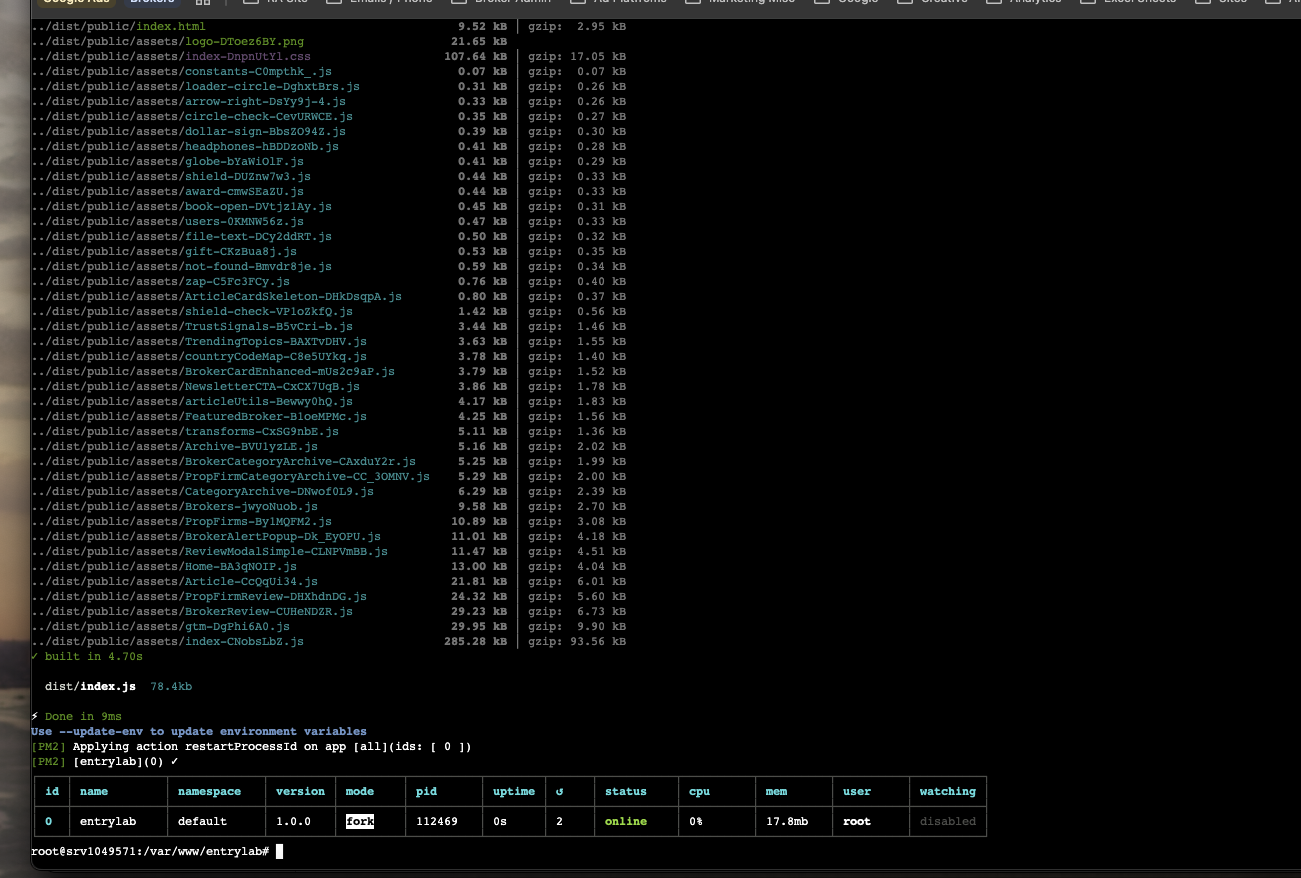 ../dist/public/index.html 9.52 kB │ gzip: 2.95 kB
../dist/public/assets/logo-DToez6BY.png 21.65 kB
../dist/public/assets/index-DnpnUtYl.css 107.64 kB │ gzip: 17.05 kB
../dist/public/assets/constants-C0mpthk_.js 0.07 kB │ gzip: 0.07 kB
../dist/public/assets/loader-circle-DghxtBrs.js 0.31 kB │ gzip: 0.26 kB
../dist/public/assets/arrow-right-DsYy9j-4.js 0.33 kB │ gzip: 0.26 kB
../dist/public/assets/circle-check-CevURWCE.js 0.35 kB │ gzip: 0.27 kB
../dist/public/assets/dollar-sign-BbsZO94Z.js 0.39 kB │ gzip: 0.30 kB
../dist/public/assets/headphones-hBDDzoNb.js 0.41 kB │ gzip: 0.28 kB
../dist/public/assets/globe-bYaWiOlF.js 0.41 kB │ gzip: 0.29 kB
../dist/public/assets/shield-DUZnw7w3.js 0.44 kB │ gzip: 0.33 kB
../dist/public/assets/award-cmwSEaZU.js 0.44 kB │ gzip: 0.33 kB
../dist/public/assets/book-open-DVtjz1Ay.js 0.45 kB │ gzip: 0.31 kB
../dist/public/assets/users-0KMNW56z.js 0.47 kB │ gzip: 0.33 kB
../dist/public/assets/file-text-DCy2ddRT.js 0.50 kB │ gzip: 0.32 kB
../dist/public/assets/gift-CKzBua8j.js 0.53 kB │ gzip: 0.35 kB
../dist/public/assets/not-found-Bmvdr8je.js 0.59 kB │ gzip: 0.34 kB
../dist/public/assets/zap-C5Fc3FCy.js 0.76 kB │ gzip: 0.40 kB
../dist/public/assets/ArticleCardSkeleton-DHkDsqpA.js 0.80 kB │ gzip: 0.37 kB
../dist/public/assets/shield-check-VP1oZkfQ.js 1.42 kB │ gzip: 0.56 kB
../dist/public/assets/TrustSignals-B5vCri-b.js 3.44 kB │ gzip: 1.46 kB
../dist/public/assets/TrendingTopics-BAXTvDHV.js 3.63 kB │ gzip: 1.55 kB
../dist/public/assets/countryCodeMap-C8e5UYkq.js 3.78 kB │ gzip: 1.40 kB
../dist/public/assets/BrokerCardEnhanced-mUs2c9aP.js 3.79 kB │ gzip: 1.52 kB
../dist/public/assets/NewsletterCTA-CxCX7UqB.js 3.86 kB │ gzip: 1.78 kB
../dist/public/assets/articleUtils-Bewwy0hQ.js 4.17 kB │ gzip: 1.83 kB
../dist/public/assets/FeaturedBroker-B1oeMPMc.js 4.25 kB │ gzip: 1.56 kB
../dist/public/assets/transforms-CxSG9nbE.js 5.11 kB │ gzip: 1.36 kB
../dist/public/assets/Archive-BVU1yzLE.js 5.16 kB │ gzip: 2.02 kB
../dist/public/assets/BrokerCategoryArchive-CAxduY2r.js 5.25 kB │ gzip: 1.99 kB
../dist/public/assets/PropFirmCategoryArchive-CC_3OMNV.js 5.29 kB │ gzip: 2.00 kB
../dist/public/assets/CategoryArchive-DNwof0L9.js 6.29 kB │ gzip: 2.39 kB
../dist/public/assets/Brokers-jwyoNuob.js 9.58 kB │ gzip: 2.70 kB
../dist/public/assets/PropFirms-By1MQFM2.js 10.89 kB │ gzip: 3.08 kB
../dist/public/assets/BrokerAlertPopup-Dk_EyOPU.js 11.01 kB │ gzip: 4.18 kB
../dist/public/assets/ReviewModalSimple-CLNPVmBB.js 11.47 kB │ gzip: 4.51 kB
../dist/public/assets/Home-BA3qNOIP.js 13.00 kB │ gzip: 4.04 kB
../dist/public/assets/Article-CcQqUi34.js 21.81 kB │ gzip: 6.01 kB
../dist/public/assets/PropFirmReview-DHXhdnDG.js 24.32 kB │ gzip: 5.60 kB
../dist/public/assets/BrokerReview-CUHeNDZR.js 29.23 kB │ gzip: 6.73 kB
../dist/public/assets/gtm-DgPhi6A0.js 29.95 kB │ gzip: 9.90 kB
../dist/public/assets/index-CNobsLbZ.js 285.28 kB │ gzip: 93.56 kB
✓ built in 4.70s
dist/index.js 78.4kb
⚡ Done in 9ms
Use --update-env to update environment variables
[PM2] Applying action restartProcessId on app [all](ids: [ 0 ])
[PM2] [entrylab](0) ✓
id name namespace version mode pid uptime ↺ status cpu mem user watching
0 entrylab default 1.0.0 fork 112469 0s 2 online 0% 17.8mb root disabled
root@srv1049571:/var/www/entrylab#